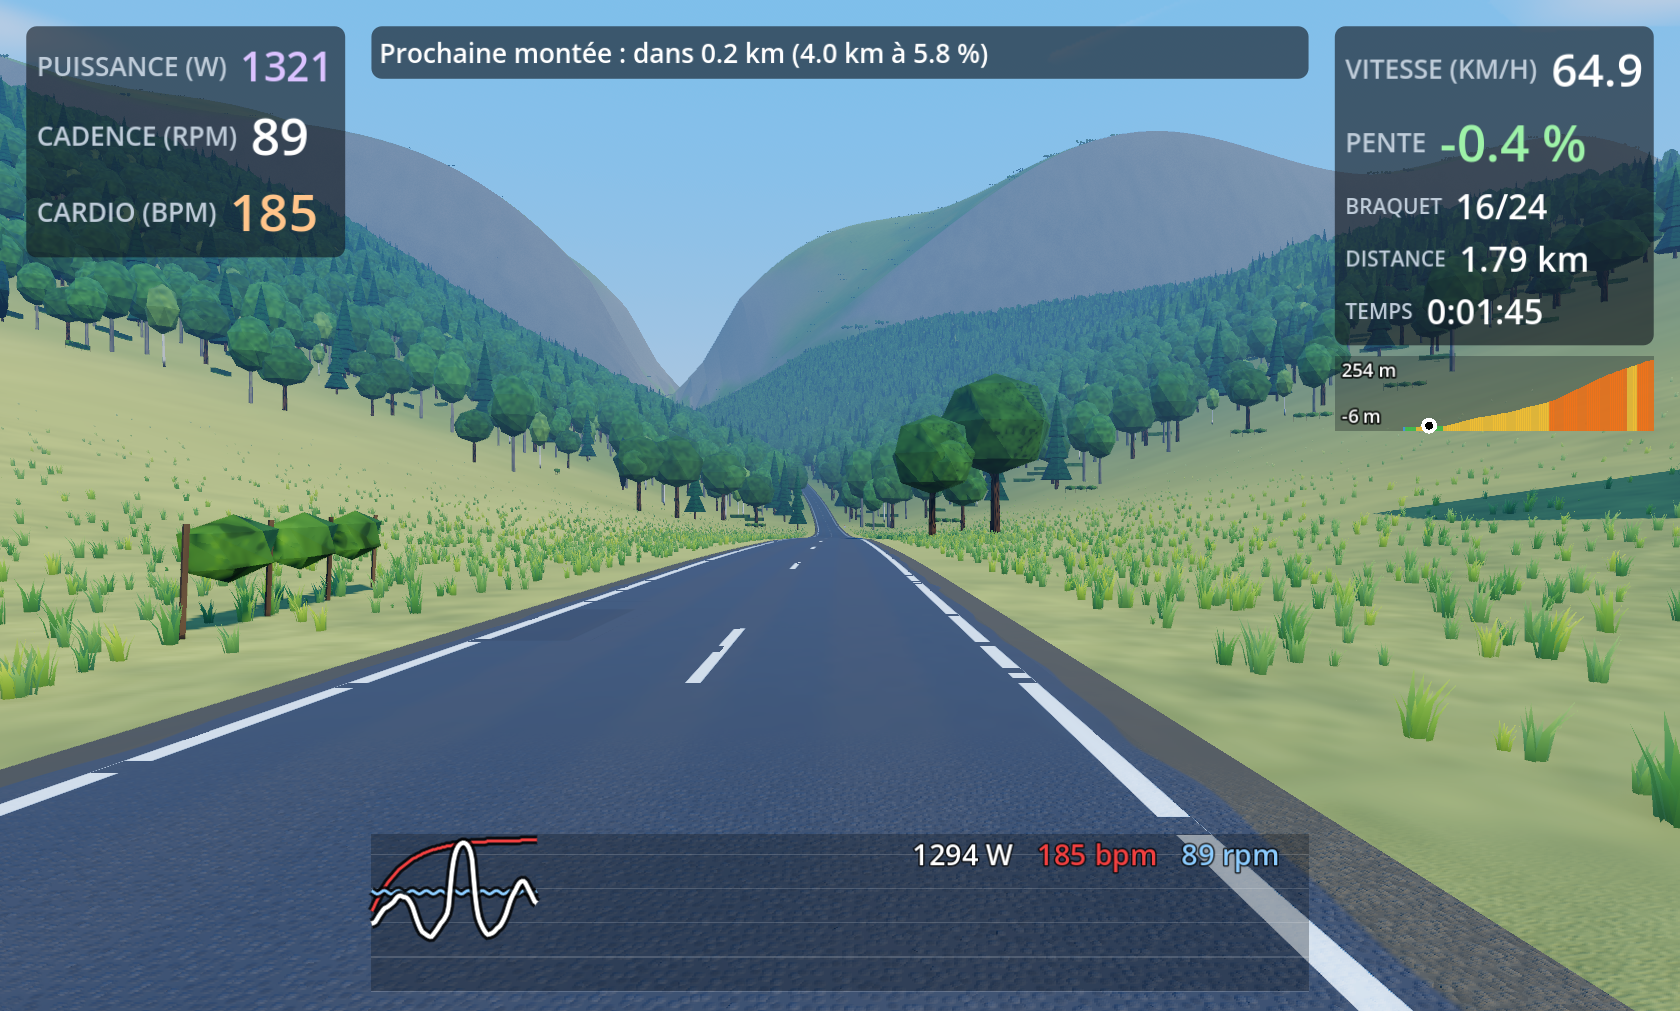 PUISSANCE (W) 1321
CADENCE (RPM) 89
CARDIO (BPM) 185
Prochaine montée : dans 0.2 km (4.0 km à 5.8 %)
VITESSE (KM/H) 64.9
PENTE -0.4 %
BRAQUET 16/24
DISTANCE 1.79 km
TEMPS 0:01:45
254 m
-6 m
1294 W 185 bpm 89 rpm